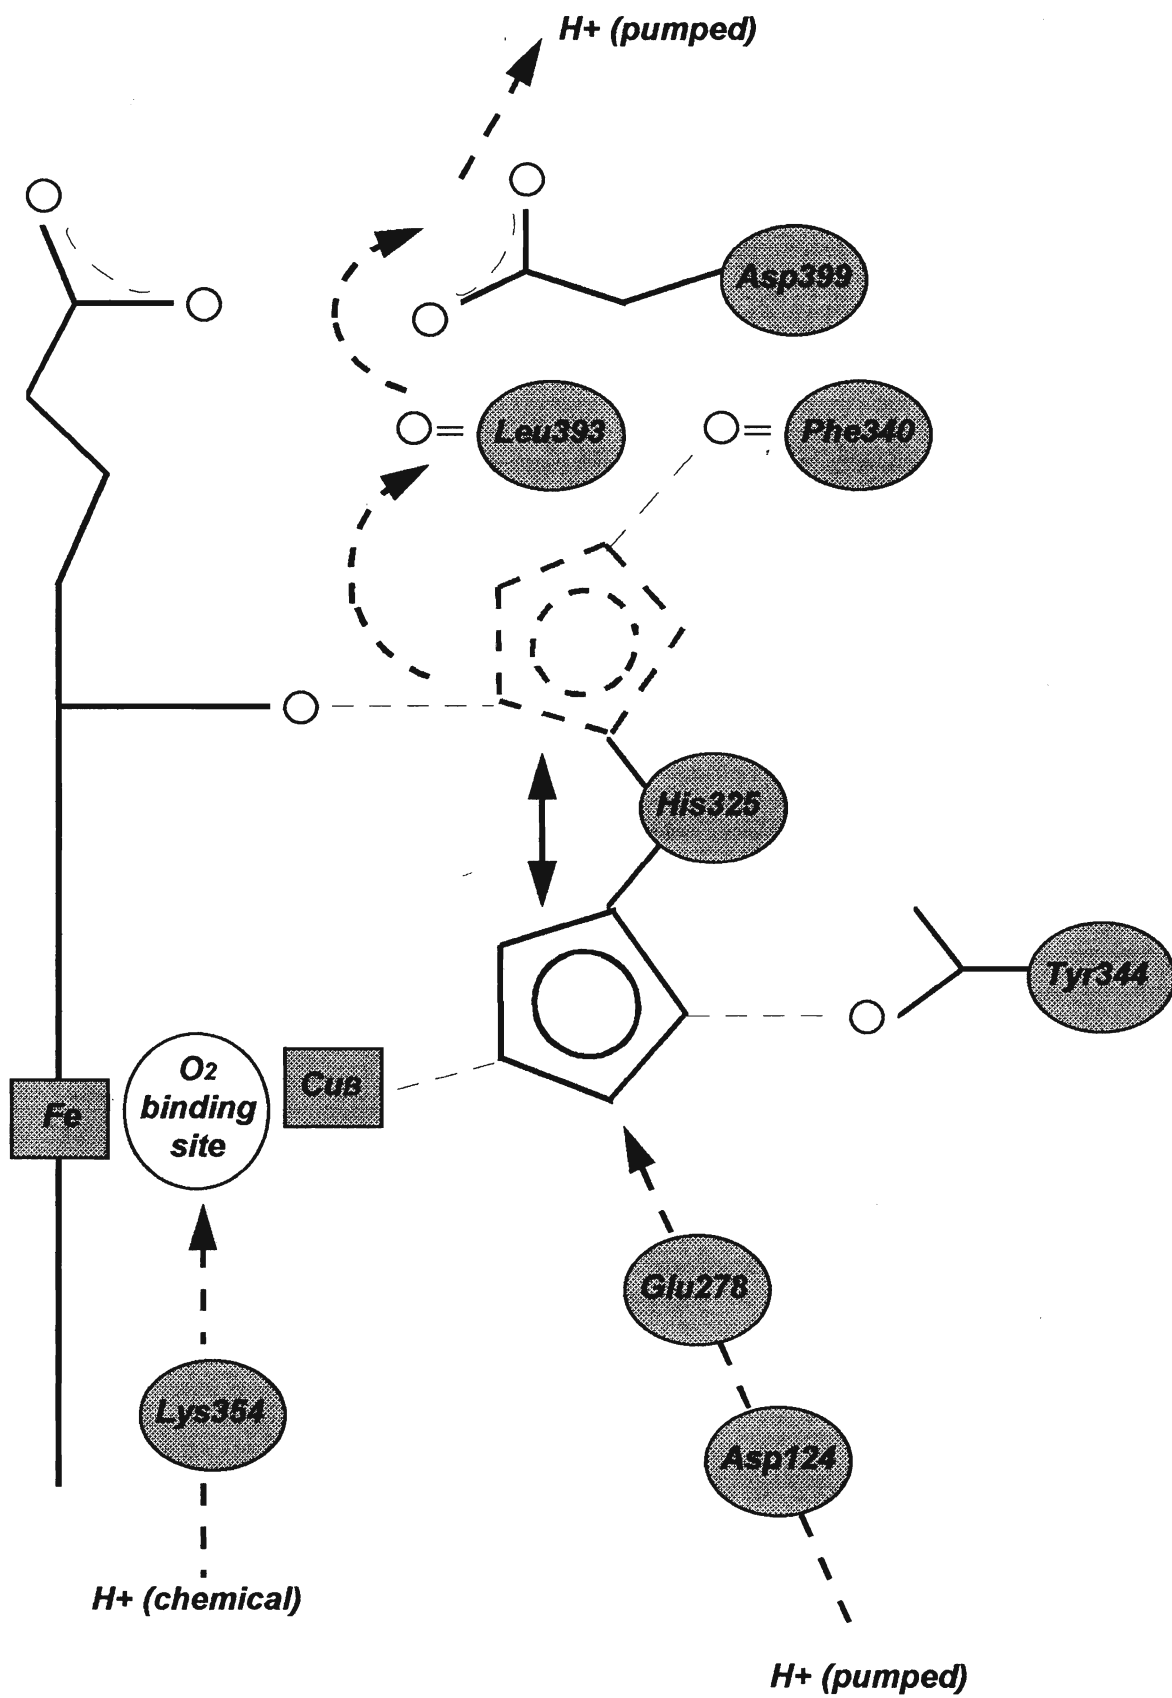 H+ (pumped)
Asp399
Leu393
Phe340
His325
Tyr344
O2
binding
site
CuB
Fe
Glu278
Lys354
Asp124
H+ (chemical)
H+ (pumped)